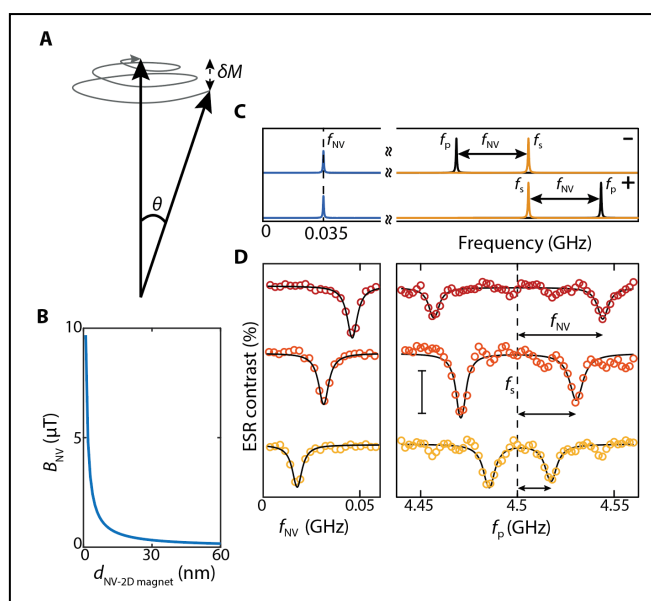 A
δM
θ
B
10
5
0
B_NV (μT)
0 30 60
d_NV-2D magnet (nm)
C
f_NV
f_p f_NV f_s −
≈ ≈
f_s f_NV f_p +
≈ ≈
0 0.035
Frequency (GHz)
D
ESR contrast (%)
f_NV
f_s
0.05
4.45 4.5 4.55
f_NV (GHz)
f_p (GHz)